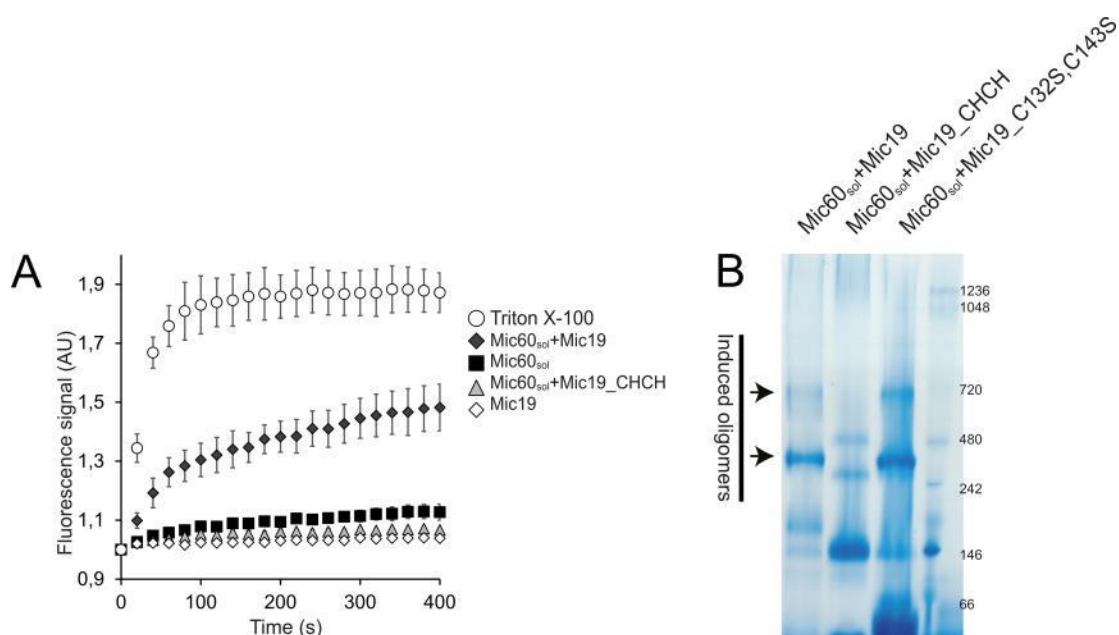 A
Fluorescence signal (AU)
1,9
1,7
1,5
1,3
1,1
0,9
0
100
200
300
400
Time (s)
Triton X-100
Mic60sol+Mic19
Mic60sol
Mic60sol+Mic19_CHCH
Mic19
B
Mic60sol+Mic19
Mic60sol+Mic19_CHCH
Mic60sol+Mic19_C132S,C143S
Induced oligomers
1236
1048
720
480
242
146
66